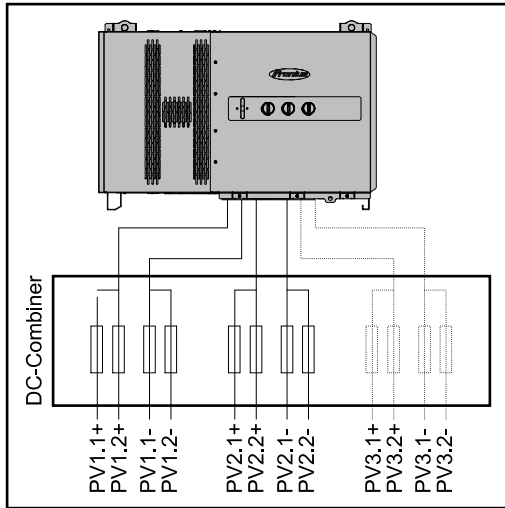 Fronius
DC-Combiner
PV1.1+
PV1.2+
PV1.1-
PV1.2-
PV2.1+
PV2.2+
PV2.1-
PV2.2-
PV3.1+
PV3.2+
PV3.1-
PV3.2-